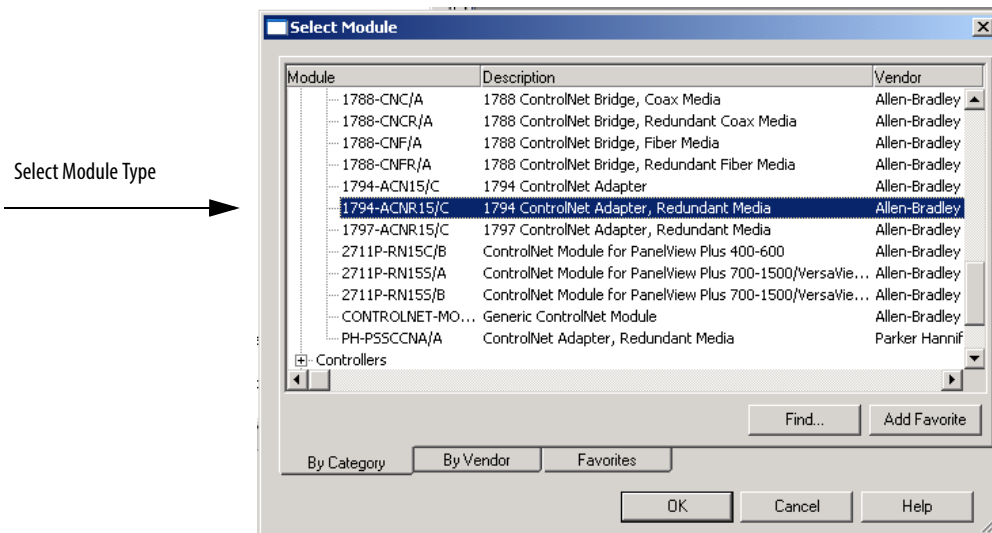 Select Module
Module Description Vendor
1788-CNC/A 1788 ControlNet Bridge, Coax Media Allen-Bradley
1788-CNCR/A 1788 ControlNet Bridge, Redundant Coax Media Allen-Bradley
1788-CNF/A 1788 ControlNet Bridge, Fiber Media Allen-Bradley
1788-CNFR/A 1788 ControlNet Bridge, Redundant Fiber Media Allen-Bradley
Select Module Type
1794-ACN15/C 1794 ControlNet Adapter Allen-Bradley
1794-ACNR15/C 1794 ControlNet Adapter, Redundant Media Allen-Bradley
1797-ACNR15/C 1797 ControlNet Adapter, Redundant Media Allen-Bradley
2711P-RN15C/B ControlNet Module for PanelView Plus 400-600 Allen-Bradley
2711P-RN15S/A ControlNet Module for PanelView Plus 700-1500/VersaVie... Allen-Bradley
2711P-RN15S/B ControlNet Module for PanelView Plus 700-1500/VersaVie... Allen-Bradley
CONTROLNET-MO... Generic ControlNet Module Allen-Bradley
PH-PSSCCNA/A ControlNet Adapter, Redundant Media Parker Hannif
Controllers
Find... Add Favorite
By Category By Vendor Favorites
OK Cancel Help